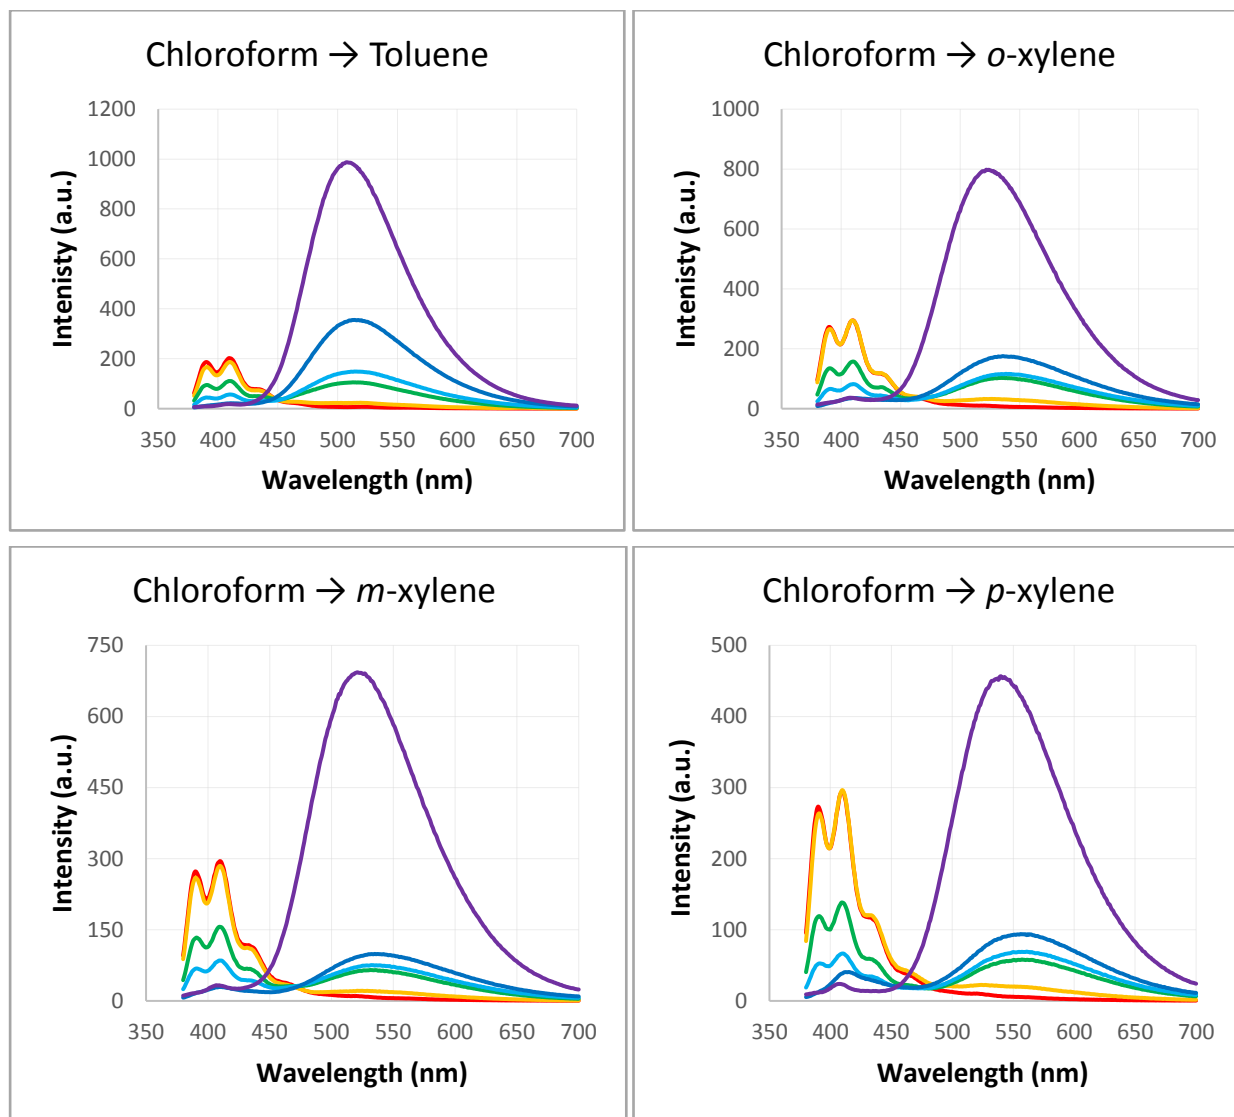 Chloroform → Toluene
Intenisty (a.u.)
1200
1000
800
600
400
200
0
350 400 450 500 550 600 650 700
Wavelength (nm)
Chloroform → o-xylene
Intenisty (a.u.)
1000
800
600
400
200
0
350 400 450 500 550 600 650 700
Wavelength (nm)
Chloroform → m-xylene
Intensity (a.u.)
750
600
450
300
150
0
350 400 450 500 550 600 650 700
Wavelength (nm)
Chloroform → p-xylene
Intensity (a.u.)
500
400
300
200
100
0
350 400 450 500 550 600 650 700
Wavelength (nm)